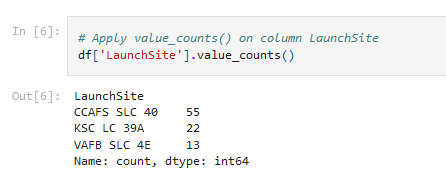 In [6]:
# Apply value_counts() on column LaunchSite
df['LaunchSite'].value_counts()
Out[6]: LaunchSite
CCAFS SLC 40    55
KSC LC 39A      22
VAFB SLC 4E     13
Name: count, dtype: int64